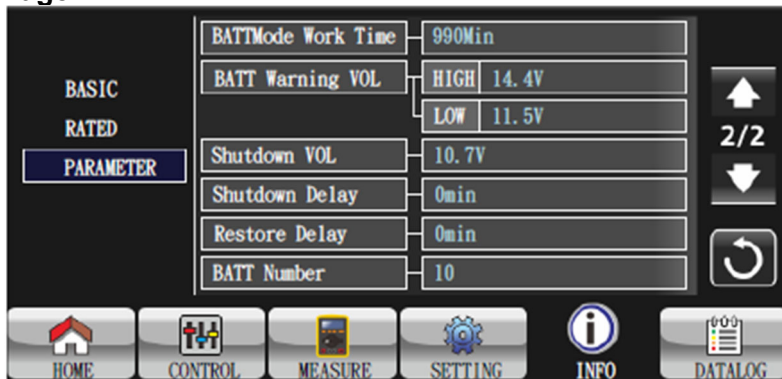 BATTMode Work Time 990Min
BATT Warning VOL HIGH 14.4V
LOW 11.5V
Shutdown VOL 10.7V
Shutdown Delay 0min
Restore Delay 0min
BATT Number 10
BASIC
RATED
PARAMETER
2/2
HOME CONTROL MEASURE SETTING INFO DATALOG